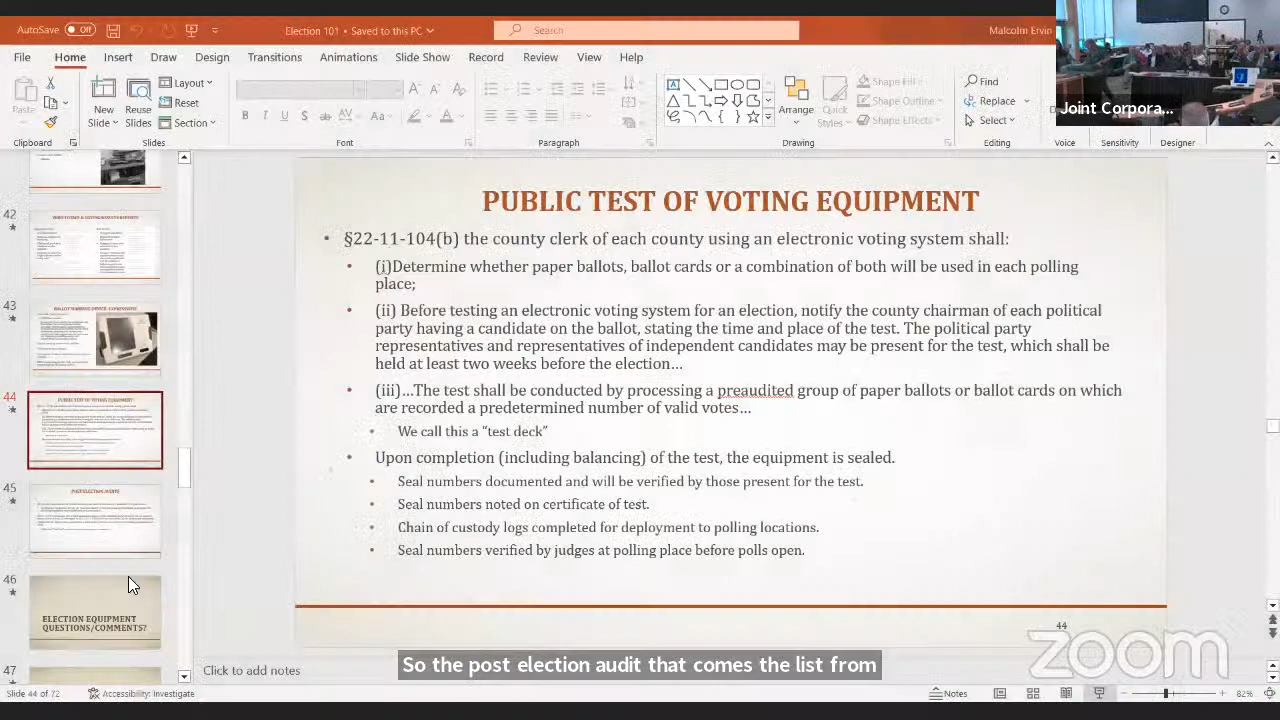 AutoSave Off Election 101 • Saved to this PC Search Malcolm Ervin
File Home Insert Draw Design Transitions Animations Slide Show Record Review View Help
Paste New Slide Reuse Slides Layout Reset Section Arrange Quick Styles Shape Fill Shape Outline Shape Effects Find Replace Select
Clipboard Slides Font Paragraph Drawing Editing Voice Sensitivity Designer
Joint Corpora...
42
43
44
45
46
47
POST ELECTION AUDITS
ELECTION EQUIPMENT
QUESTIONS/COMMENTS?
PUBLIC TEST OF VOTING EQUIPMENT
• §22-11-104(b) the county clerk of each county using an electronic voting system shall:
• (i)Determine whether paper ballots, ballot cards or a combination of both will be used in each polling
place;
• (ii) Before testing an electronic voting system for an election, notify the county chairman of each political
party having a candidate on the ballot, stating the time and place of the test. The political party
representatives and representatives of independent candidates may be present for the test, which shall be
held at least two weeks before the election…
• (iii)…The test shall be conducted by processing a preaudited group of paper ballots or ballot cards on which
are recorded a predetermined number of valid votes…
• We call this a "test deck"
• Upon completion (including balancing) of the test, the equipment is sealed.
• Seal numbers documented and will be verified by those present for the test.
• Seal numbers noted on certificate of test.
• Chain of custody logs completed for deployment to polling locations.
• Seal numbers verified by judges at polling place before polls open.
44
zoom
So the post election audit that comes the list from
Click to add notes
Slide 44 of 72 Accessibility: Investigate Notes 82%